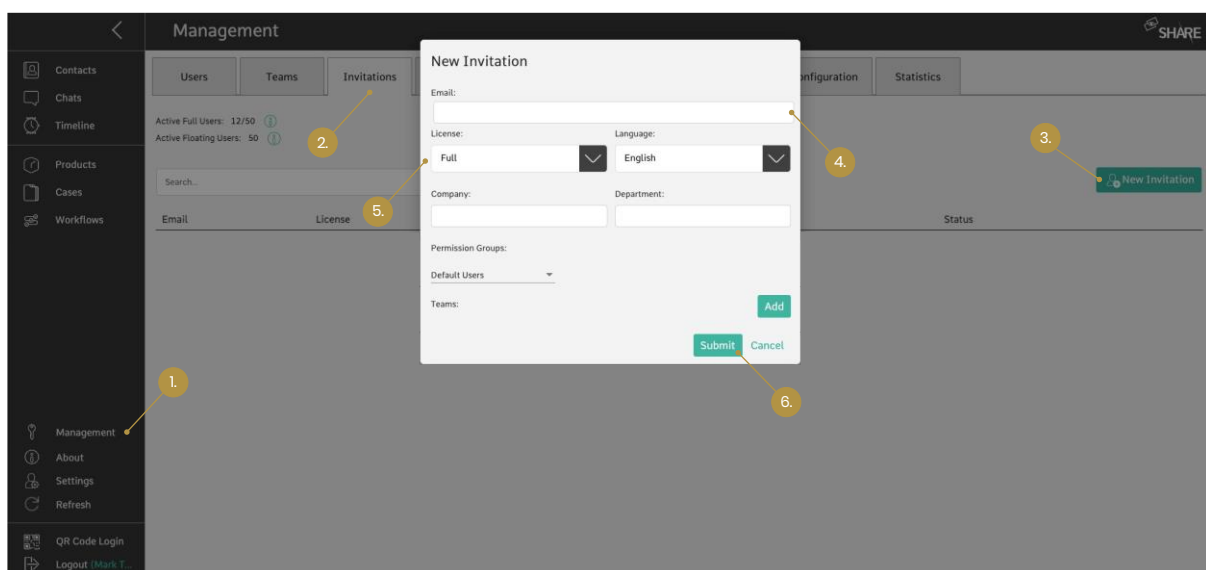 Management
SHARE
Contacts
Chats
Timeline
Products
Cases
Workflows
Management
About
Settings
Refresh
QR Code Login
Logout (Mark T...
Users
Teams
Invitations
onfiguration
Statistics
Active Full Users: 12/50
Active Floating Users: 50
Search...
New Invitation
Email License Status
New Invitation
Email:
License: Language:
Full English
Company: Department:
Permission Groups:
Default Users
Teams:
Add
Submit Cancel
1.
2.
3.
4.
5.
6.